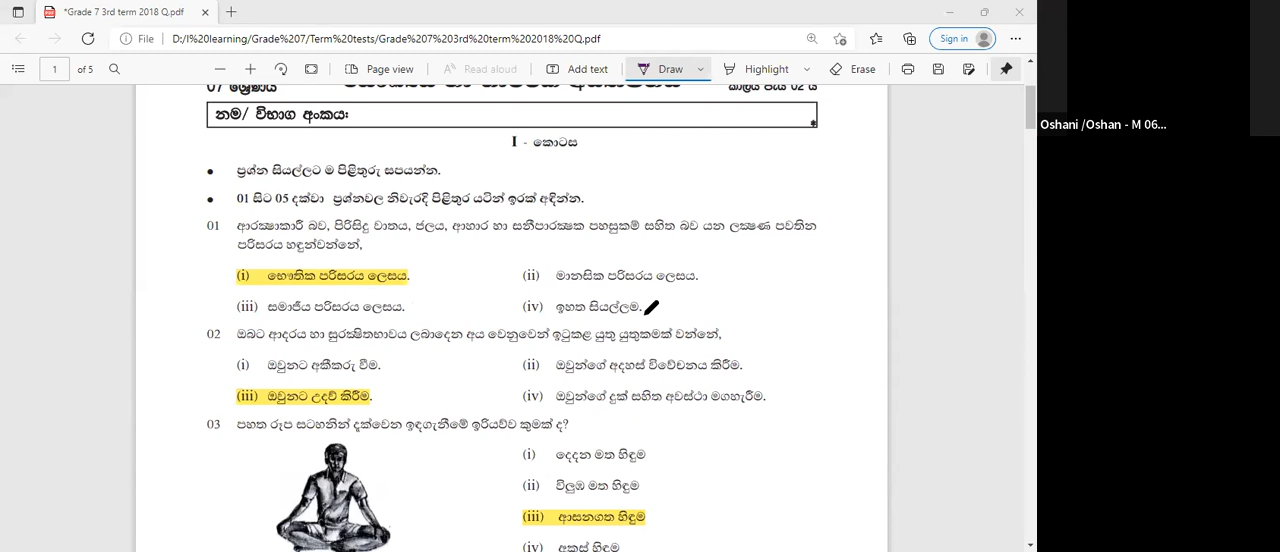 *Grade 7 3rd term 2018 Q.pdf
File D:/I%20learning/Grade%207/Term%20tests/Grade%207%203rd%20term%202018%20Q.pdf
Sign in
1 of 5
Page view
Read aloud
Add text
Draw
Highlight
Erase
07 ශ්‍රේණිය
කාලය පැය 02 යි
නම/ විභාග අංකය:
I - කොටස
• ප්‍රශ්න සියල්லට ම පිළිතුරු සපයන්න.
• 01 සිට 05 දක්වා ප්‍රශ්නවල නිවැරදි පිළිතුර යටින් ඉරක් අඳින්න.
01 ආරක්‍ෂාකාරී බව, පිරිසිදු වාතය, ජලය, ආහාර හා සනීපාරක්‍ෂක පහසුකම් සහිත බව යන ලක්‍ෂණ පවතින
පරිසරය හඳුන්වන්නේ,
(i) භෞතික පරිසරය ලෙසය. (ii) මානසික පරිසරය ලෙසය.
(iii) සමාජීය පරිසරය ලෙසය. (iv) ඉහත සියල්ලම.
02 ඔබට ආදරය හා සුරක්‍ෂිතභාවය ලබාදෙන අය වෙනුවෙන් ඉටුකළ යුතු යුතුකමක් වන්නේ,
(i) ඔවුනට අකීකරු වීම. (ii) ඔවුන්ගේ අදහස් විවේචනය කිරීම.
(iii) ඔවුනට උදව් කිරීම. (iv) ඔවුන්ගේ දුක් සහිත අවස්ථා මගහැරීම.
03 පහත රූප සටහනින් දැක්වෙන ඉඳගැනීමේ ඉරියව්ව කුමක් ද?
(i) දෙදන මත හිඳුම
(ii) විලුඹ මත හිඳුම
(iii) ආසනගත හිඳුම
(iv) අකස් හිඳුම
Oshani /Oshan - M 06...